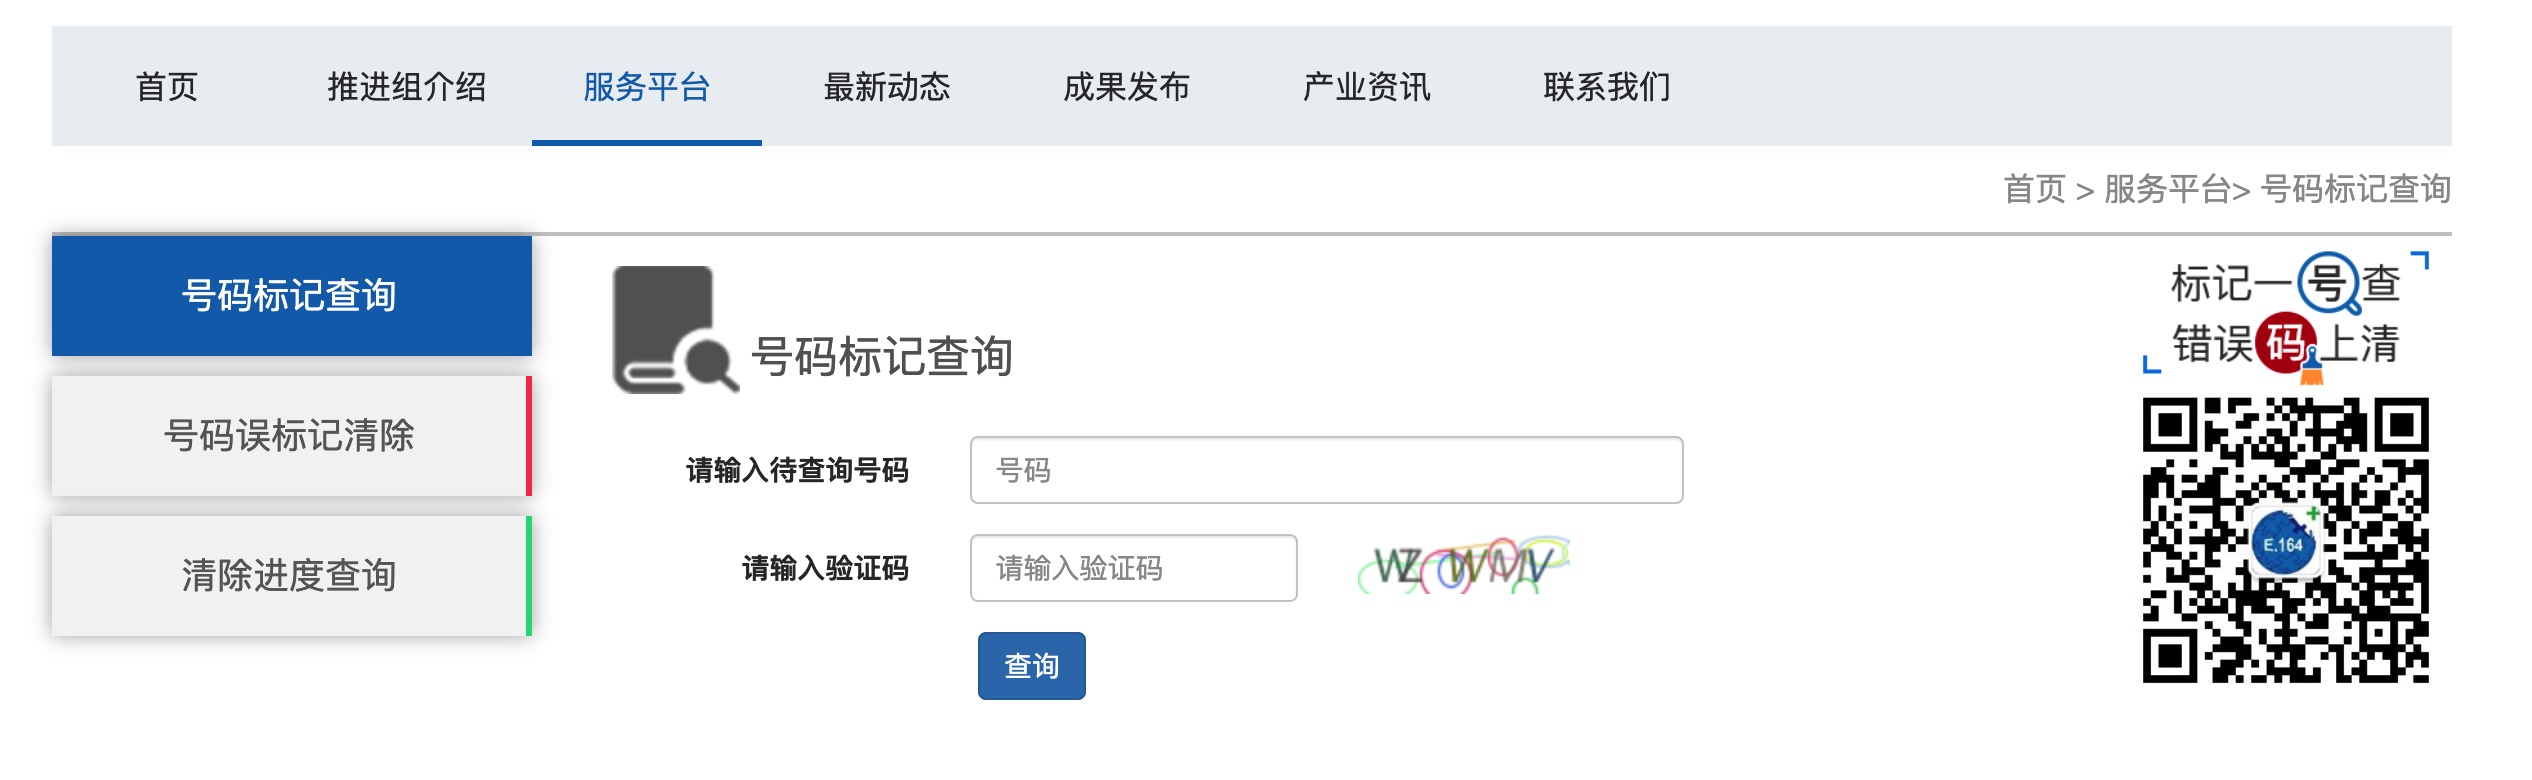 首页 推进组介绍 服务平台 最新动态 成果发布 产业资讯 联系我们
首页 > 服务平台> 号码标记查询
号码标记查询
号码误标记清除
清除进度查询
号码标记查询
请输入待查询号码 号码
请输入验证码 请输入验证码
查询
标记一号查
错误码上清
E.164